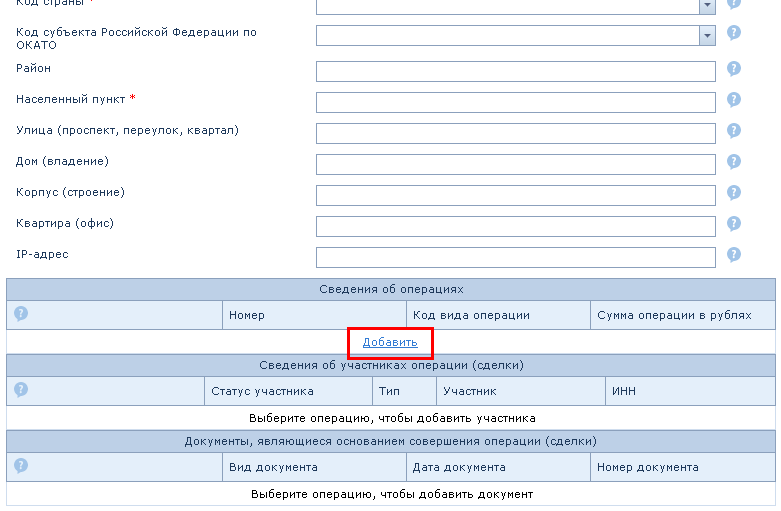 Код страны *
Код субъекта Российской Федерации по
ОКАТО
Район
Населенный пункт *
Улица (проспект, переулок, квартал)
Дом (владение)
Корпус (строение)
Квартира (офис)
IP-адрес
Сведения об операциях
? Номер Код вида операции Сумма операции в рублях
Добавить
Сведения об участниках операции (сделки)
? Статус участника Тип Участник ИНН
Выберите операцию, чтобы добавить участника
Документы, являющиеся основанием совершения операции (сделки)
? Вид документа Дата документа Номер документа
Выберите операцию, чтобы добавить документ